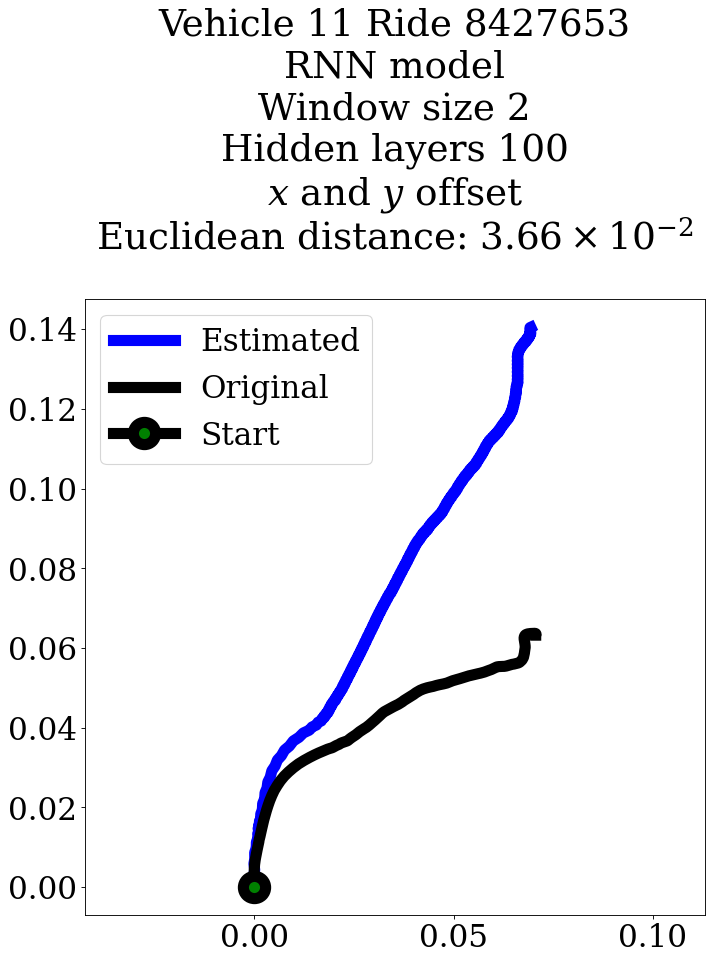 Vehicle 11 Ride 8427653
RNN model
Window size 2
Hidden layers 100
x and y offset
Euclidean distance: 3.66 × 10⁻²
Estimated
Original
Start
0.14
0.12
0.10
0.08
0.06
0.04
0.02
0.00
0.00 0.05 0.10